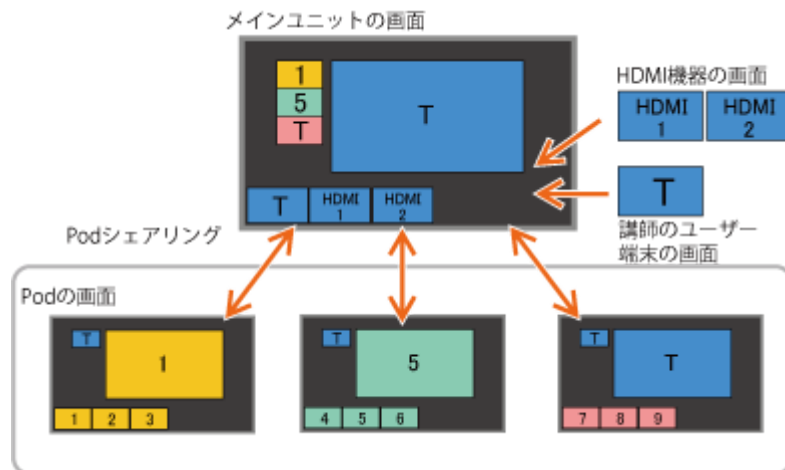 メインユニットの画面
1
5
T
T
T
HDMI
1
HDMI
2
HDMI機器の画面
HDMI
1
HDMI
2
T
講師のユーザー
端末の画面
Podシェアリング
Podの画面
T
1
1
2
3
T
5
4
5
6
T
T
7
8
9